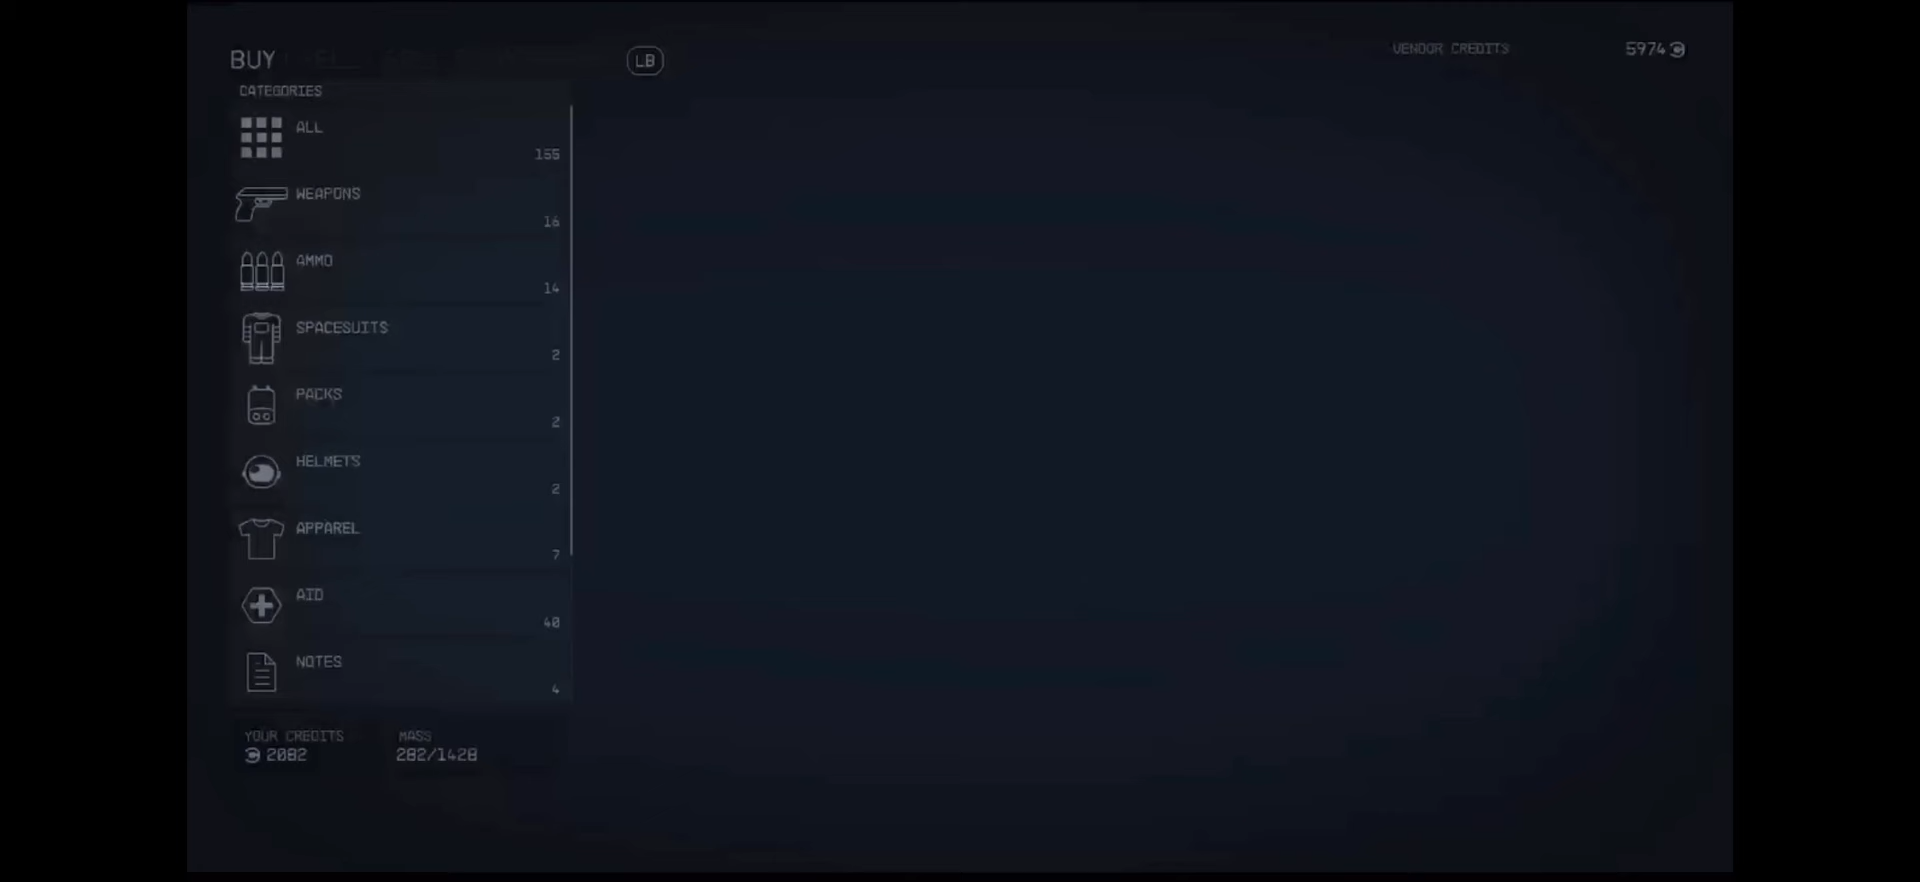 BUY
LB
VENDOR CREDITS
5974
CATEGORIES
ALL
155
WEAPONS
16
AMMO
14
SPACESUITS
2
PACKS
2
HELMETS
2
APPAREL
7
AID
40
NOTES
4
YOUR CREDITS
MASS
2082
282/1428